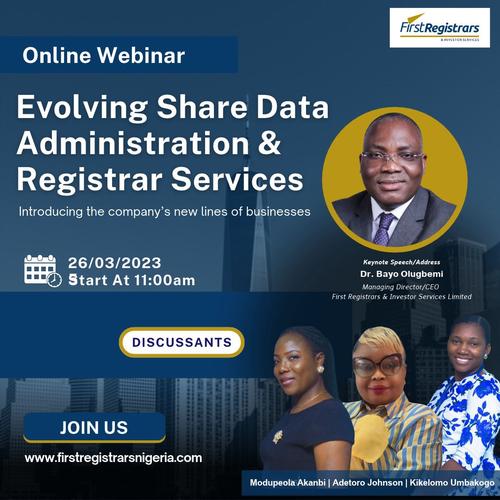 FirstRegistrars
& INVESTOR SERVICES
Online Webinar
Evolving Share Data
Administration &
Registrar Services
Introducing the company's new lines of businesses
26/03/2023
Start At 11:00am
Keynote Speech/Address
Dr. Bayo Olugbemi
Managing Director/CEO
First Registrars & Investor Services Limited
DISCUSSANTS
JOIN US
www.firstregistrarsnigeria.com
Modupeola Akanbi | Adetoro Johnson | Kikelomo Umbakogo